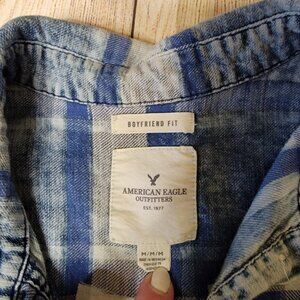 BOYFRIEND FIT
AMERICAN EAGLE
OUTFITTERS
EST. 1977
M/M/M